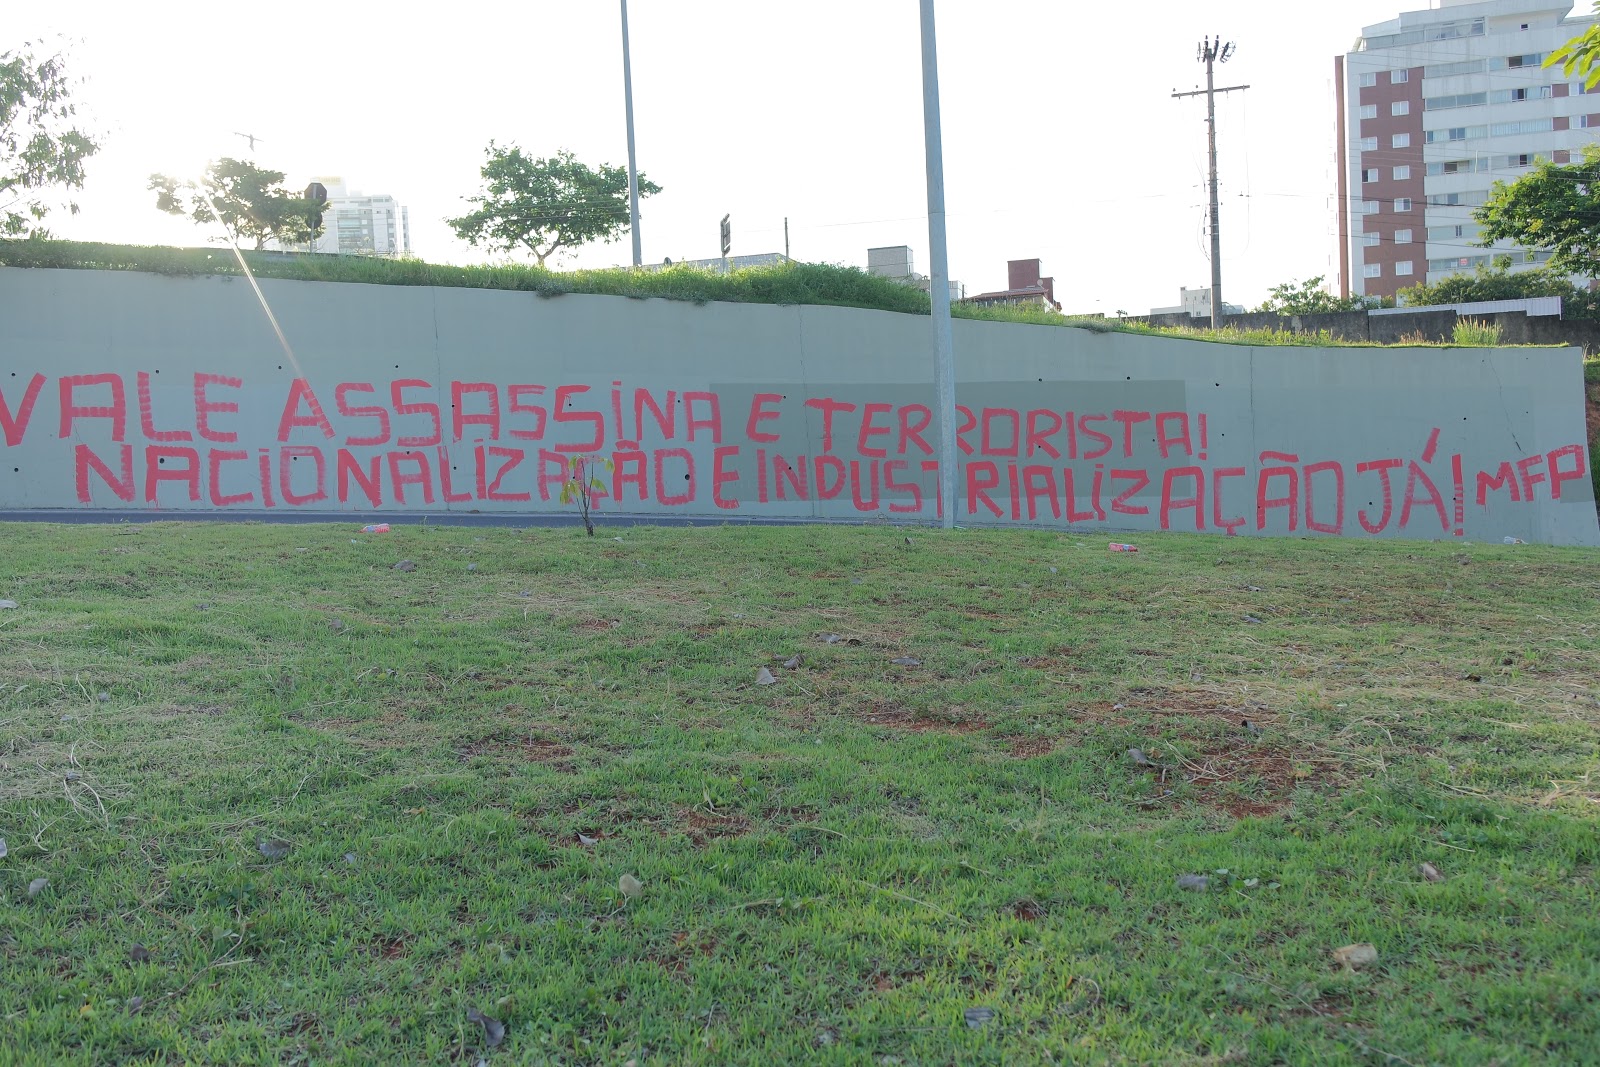 VALE ASSASSINA E TERRORISTA!
NACIONALIZAÇÃO E INDUSTRIALIZAÇÃO JÁ! MFP